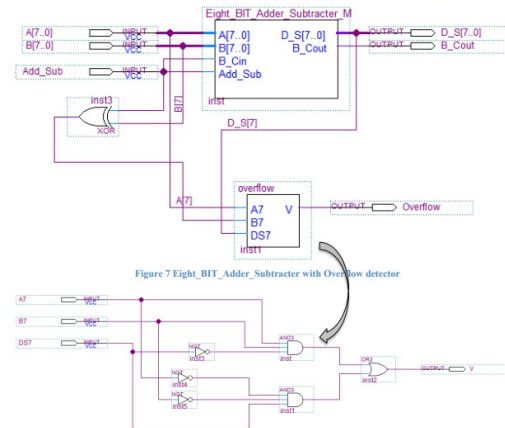 Eight_BIT_Adder_Subtracter_M
A[7..0] INPUT VCC A[7..0] D_S[7..0] OUTPUT D_S[7..0]
B[7..0] INPUT VCC B[7..0] B_Cout OUTPUT B_Cout
B_Cin
Add_Sub INPUT VCC Add_Sub
inst
inst3
XOR
B[7]
D_S[7]
A[7]
overflow
A7 V OUTPUT Overflow
B7
DS7
inst1
Figure 7 Eight_BIT_Adder_Subtracter with Overflow detector
A7 INPUT VCC
B7 INPUT VCC
AND3
DS7 INPUT VCC
NOT
inst3
inst
OR2
inst2
OUTPUT V
NOT
inst4
AND3
NOT
inst5
inst1